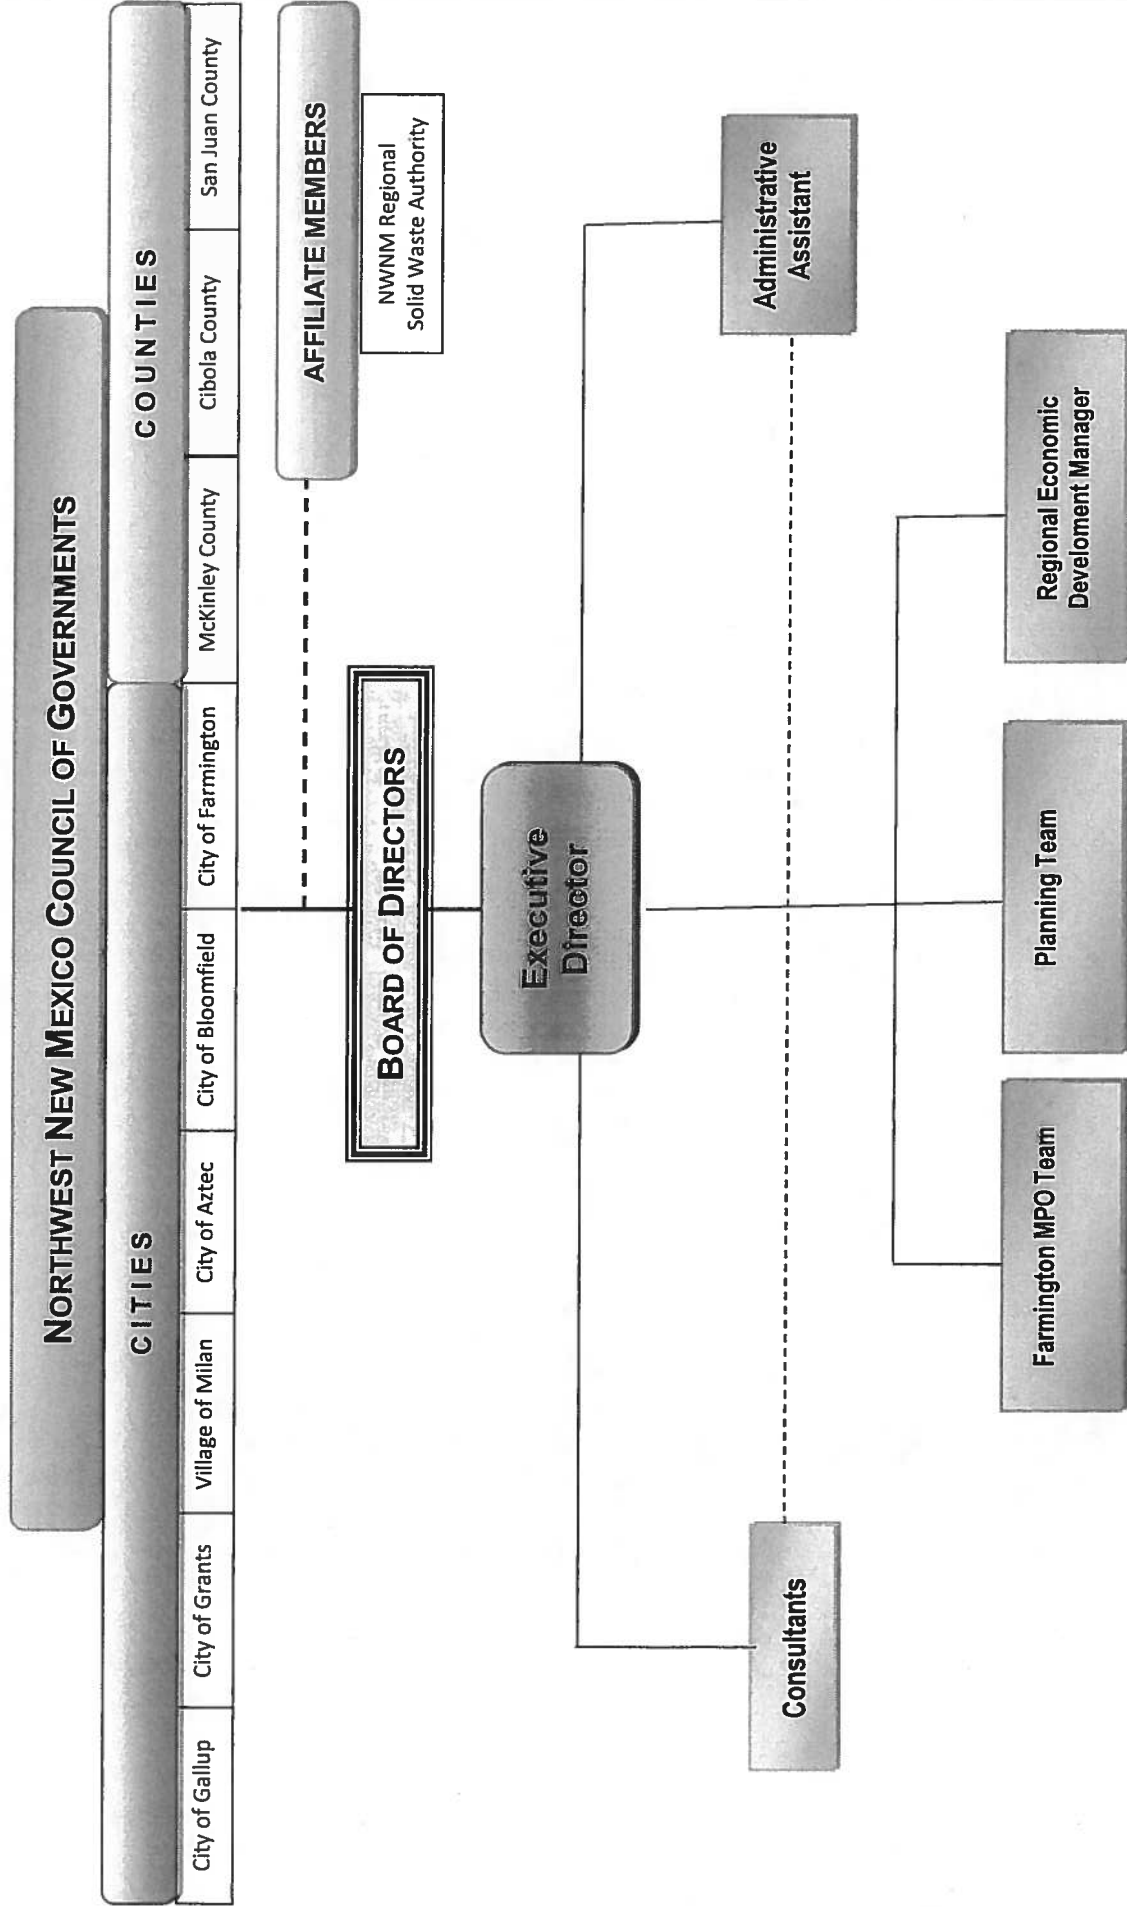 NORTHWEST NEW MEXICO COUNCIL OF GOVERNMENTS
CITIES
COUNTIES
City of Gallup
City of Grants
Village of Milan
City of Aztec
City of Bloomfield
City of Farmington
McKinley County
Cibola County
San Juan County
AFFILIATE MEMBERS
NWNM Regional
Solid Waste Authority
BOARD OF DIRECTORS
Executive
Director
Consultants
Administrative
Assistant
Farmington MPO Team
Planning Team
Regional Economic
Develoment Manager